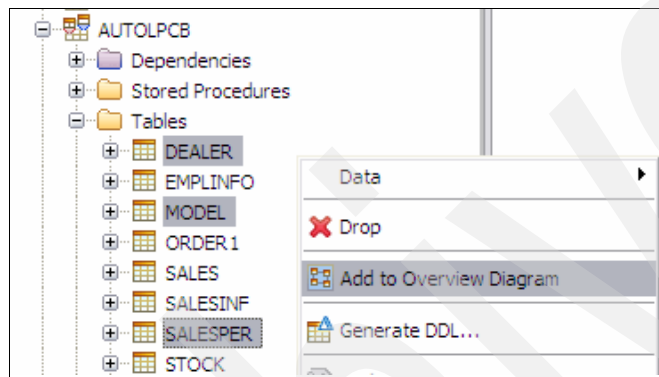 AUTOLPCB
Dependencies
Stored Procedures
Tables
DEALER
EMPLINFO
MODEL
ORDER1
SALES
SALESINF
SALESPER
STOCK
Data
Drop
Add to Overview Diagram
Generate DDL...